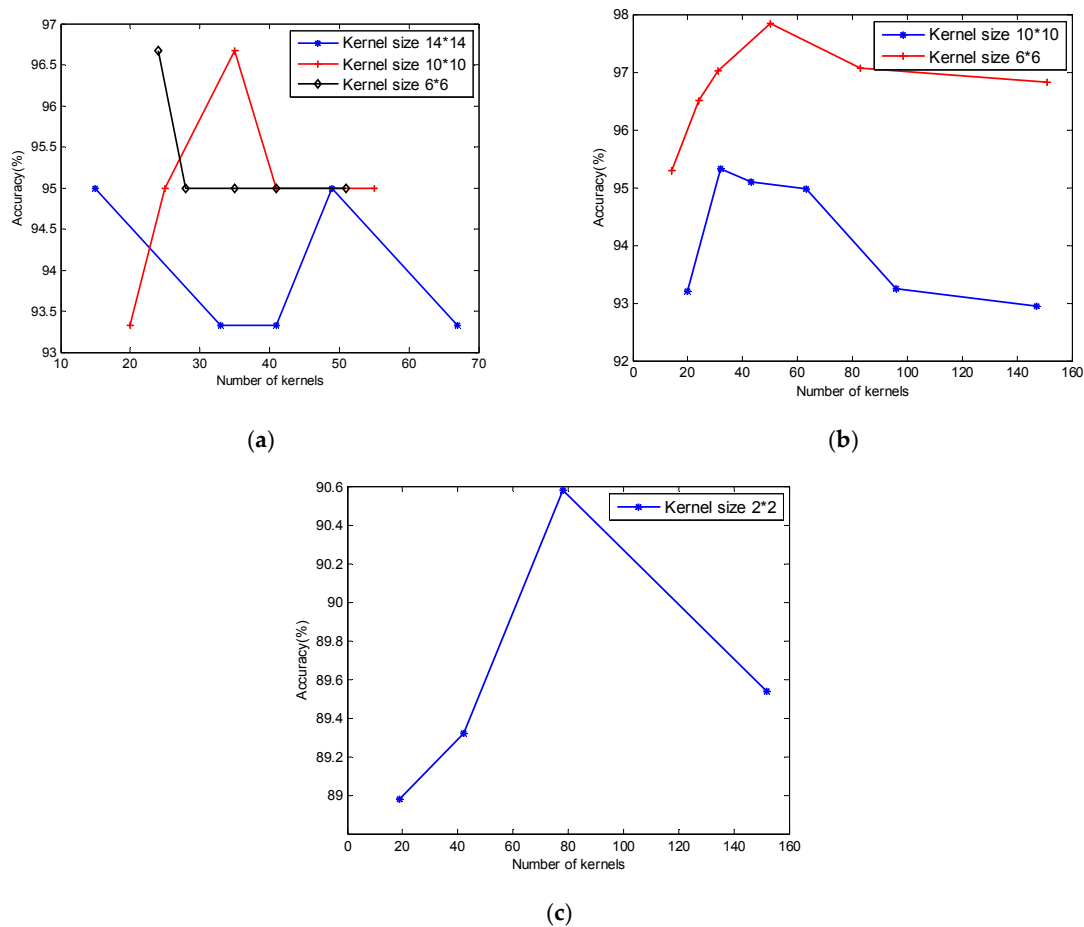 97
96.5
96
95.5
95
94.5
94
93.5
93
Accuracy(%)
10 20 30 40 50 60 70
Number of kernels
Kernel size 14*14
Kernel size 10*10
Kernel size 6*6
(a)
98
97
96
95
94
93
92
Accuracy(%)
0 20 40 60 80 100 120 140 160
Number of kernels
Kernel size 10*10
Kernel size 6*6
(b)
90.6
90.4
90.2
90
89.8
89.6
89.4
89.2
89
Accuracy(%)
0 20 40 60 80 100 120 140 160
Number of kernels
Kernel size 2*2
(c)